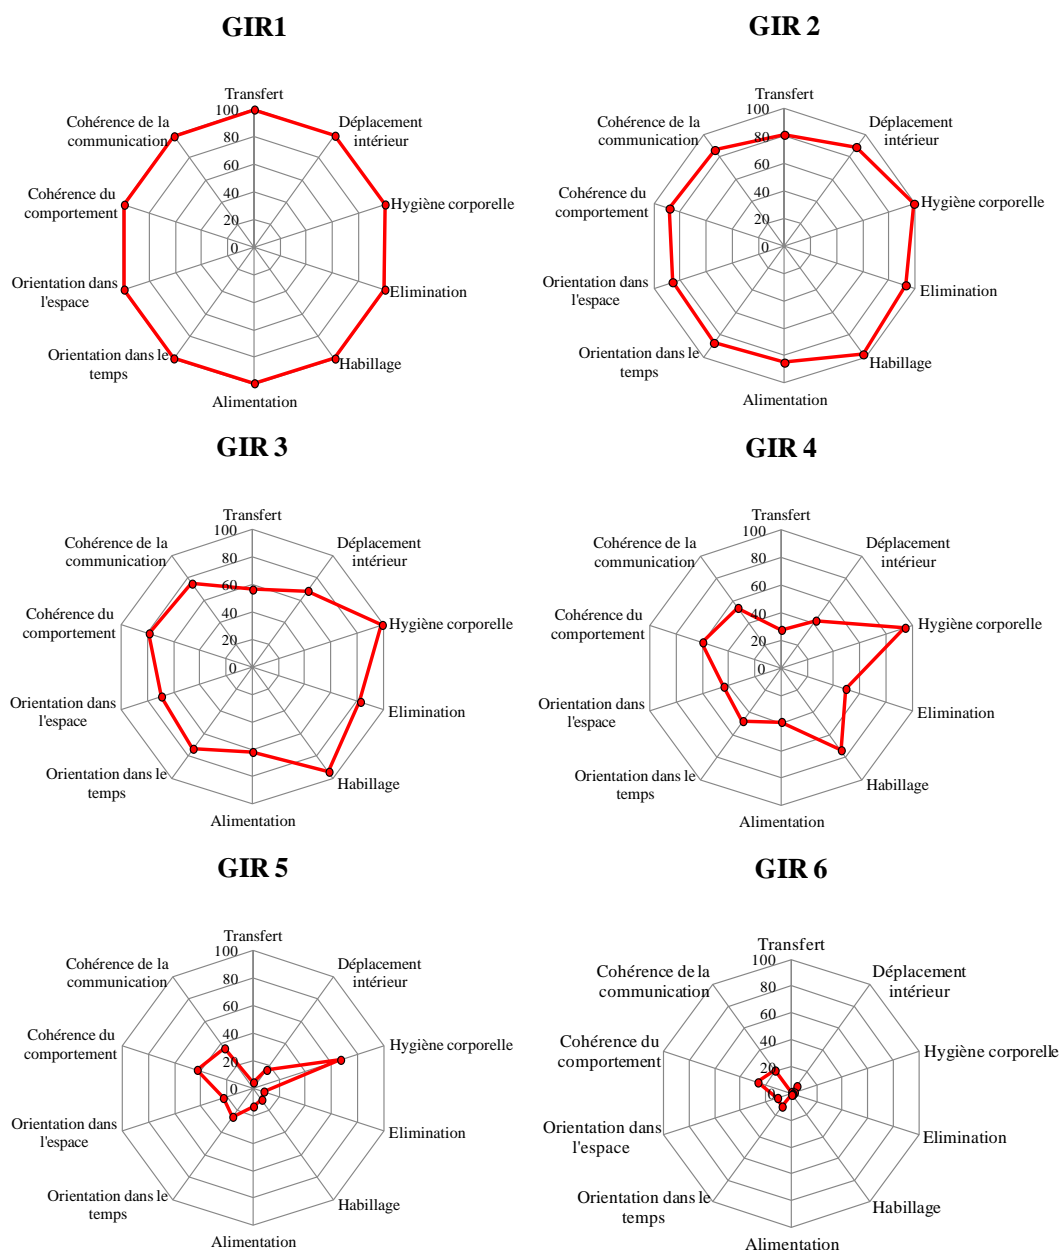 GIR1
Transfert
Déplacement
intérieur
Hygiène corporelle
Elimination
Habillage
Alimentation
Orientation dans le
temps
Orientation dans
l'espace
Cohérence du
comportement
Cohérence de la
communication
100
80
60
40
20
0
GIR 2
Transfert
Déplacement
intérieur
Hygiène corporelle
Elimination
Habillage
Alimentation
Orientation dans le
temps
Orientation dans
l'espace
Cohérence du
comportement
Cohérence de la
communication
100
80
60
40
20
0
GIR 3
Transfert
Déplacement
intérieur
Hygiène corporelle
Elimination
Habillage
Alimentation
Orientation dans le
temps
Orientation dans
l'espace
Cohérence du
comportement
Cohérence de la
communication
100
80
60
40
20
0
GIR 4
Transfert
Déplacement
intérieur
Hygiène corporelle
Elimination
Habillage
Alimentation
Orientation dans le
temps
Orientation dans
l'espace
Cohérence du
comportement
Cohérence de la
communication
100
80
60
40
20
0
GIR 5
Transfert
Déplacement
intérieur
Hygiène corporelle
Elimination
Habillage
Alimentation
Orientation dans le
temps
Orientation dans
l'espace
Cohérence du
comportement
Cohérence de la
communication
100
80
60
40
20
0
GIR 6
Transfert
Déplacement
intérieur
Hygiène corporelle
Elimination
Habillage
Alimentation
Orientation dans le
temps
Orientation dans
l'espace
Cohérence du
comportement
Cohérence de la
communication
100
80
60
40
20
0